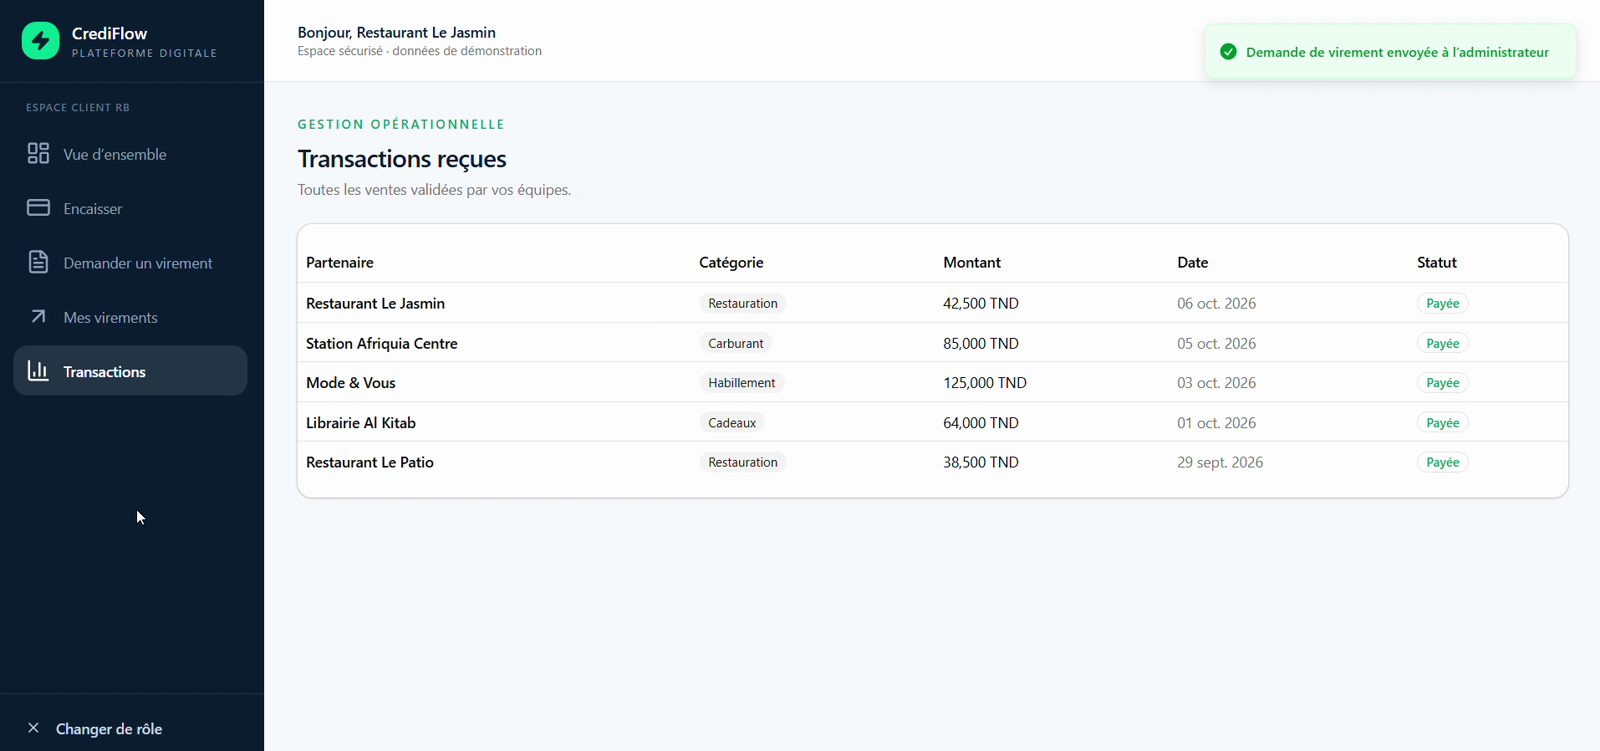 CrediFlow
PLATEFORME DIGITALE
ESPACE CLIENT RB
Vue d'ensemble
Encaisser
Demander un virement
Mes virements
Transactions
Changer de rôle
Bonjour, Restaurant Le Jasmin
Espace sécurisé · données de démonstration
Demande de virement envoyée à l'administrateur
GESTION OPÉRATIONNELLE
Transactions reçues
Toutes les ventes validées par vos équipes.
Partenaire Catégorie Montant Date Statut
Restaurant Le Jasmin Restauration 42,500 TND 06 oct. 2026 Payée
Station Afriquia Centre Carburant 85,000 TND 05 oct. 2026 Payée
Mode & Vous Habillement 125,000 TND 03 oct. 2026 Payée
Librairie Al Kitab Cadeaux 64,000 TND 01 oct. 2026 Payée
Restaurant Le Patio Restauration 38,500 TND 29 sept. 2026 Payée